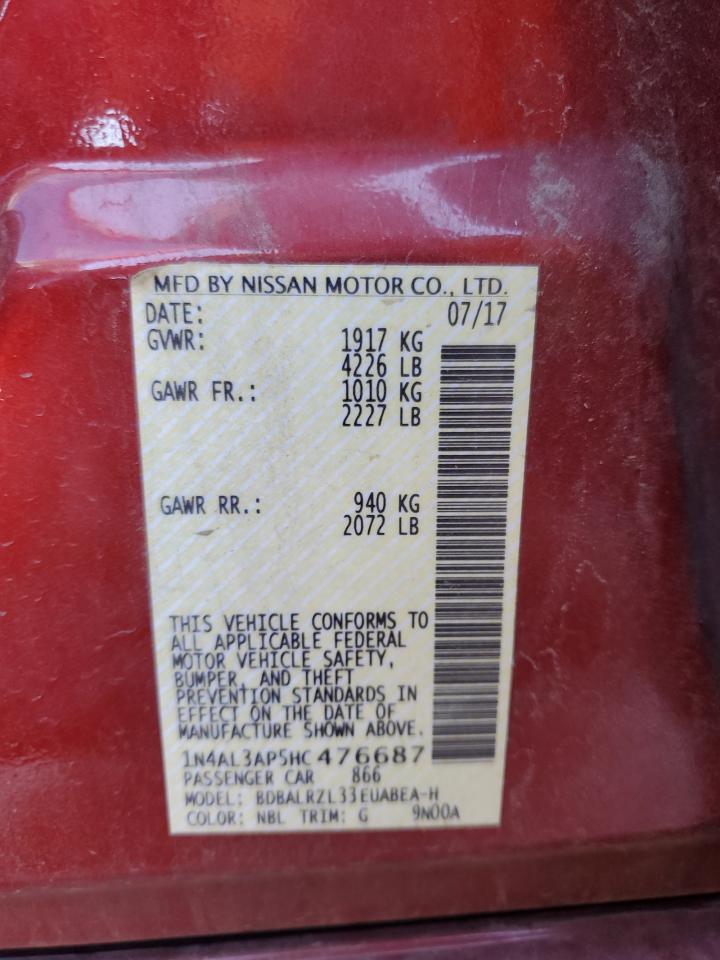 MFD BY NISSAN MOTOR CO., LTD.
DATE: 07/17
GVWR: 1917 KG
4226 LB
GAWR FR.: 1010 KG
2227 LB
GAWR RR.: 940 KG
2072 LB
THIS VEHICLE CONFORMS TO
ALL APPLICABLE FEDERAL
MOTOR VEHICLE SAFETY,
BUMPER, AND THEFT
PREVENTION STANDARDS IN
EFFECT ON THE DATE OF
MANUFACTURE SHOWN ABOVE.
1N4AL3AP5HC476687
PASSENGER CAR 866
MODEL: BDBALRZL33EUABEA-H
COLOR: NBL TRIM: G 9N00A